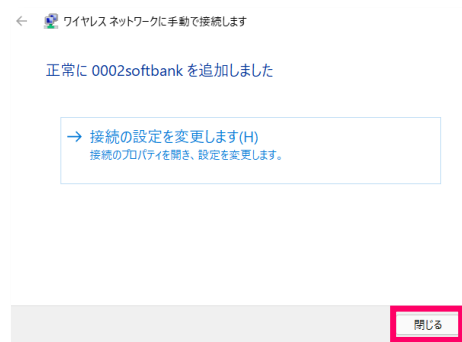 ワイヤレス ネットワークに手動で接続します
正常に 0002softbank を追加しました
接続の設定を変更します(H)
接続のプロパティを開き、設定を変更します。
閉じる